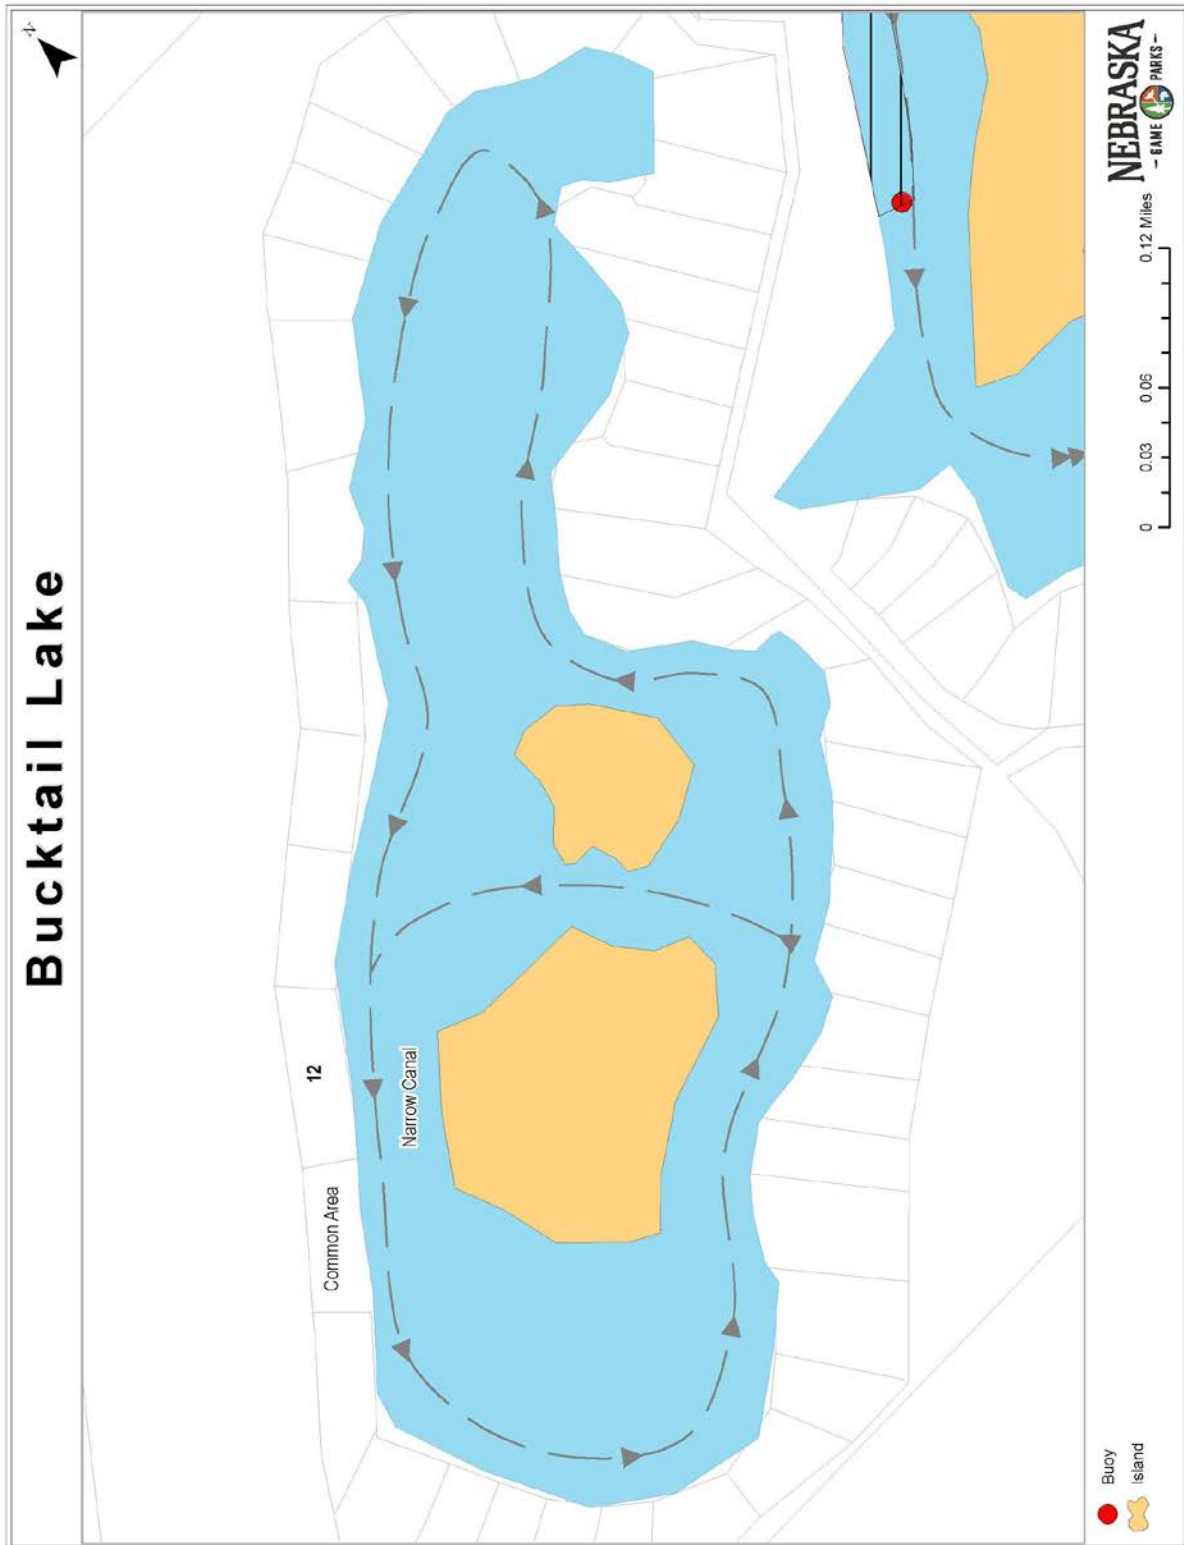 Bucktail Lake
N
12
Common Area
Narrow Canal
Buoy
Island
0 0.03 0.06 0.12 Miles
NEBRASKA
- GAME PARKS -